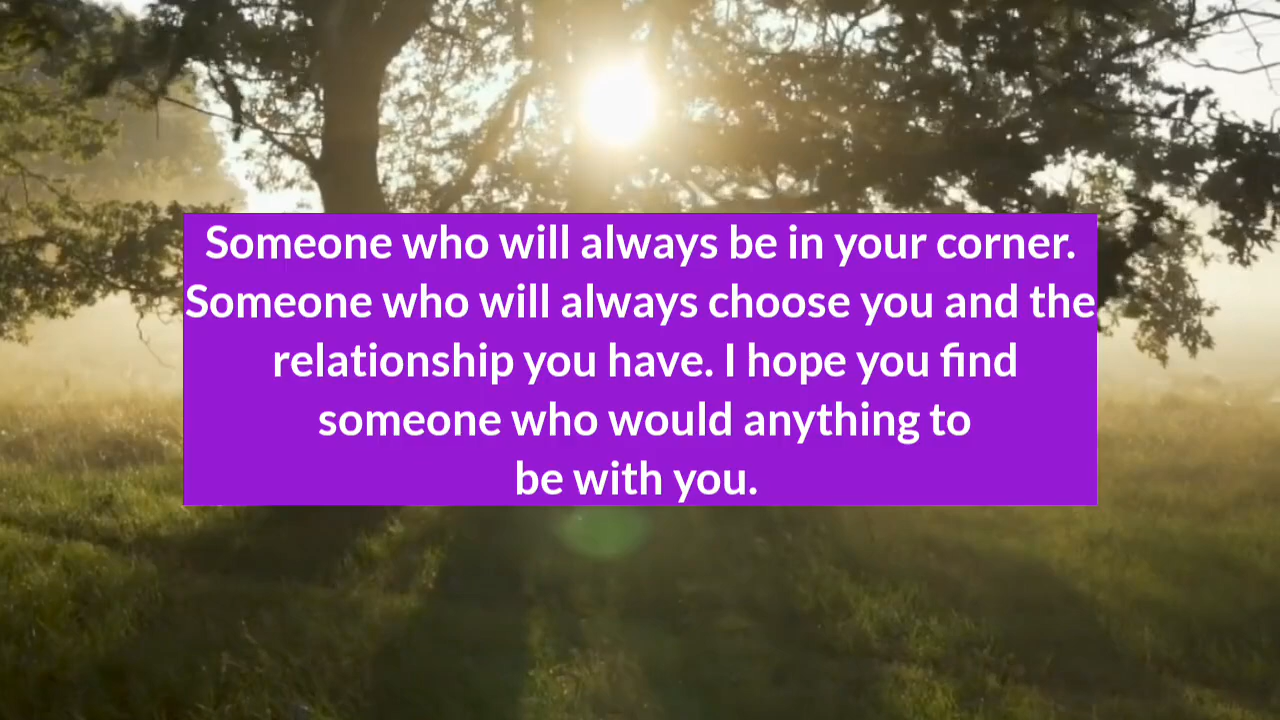 Someone who will always be in your corner.
Someone who will always choose you and the
relationship you have. I hope you find
someone who would anything to
be with you.